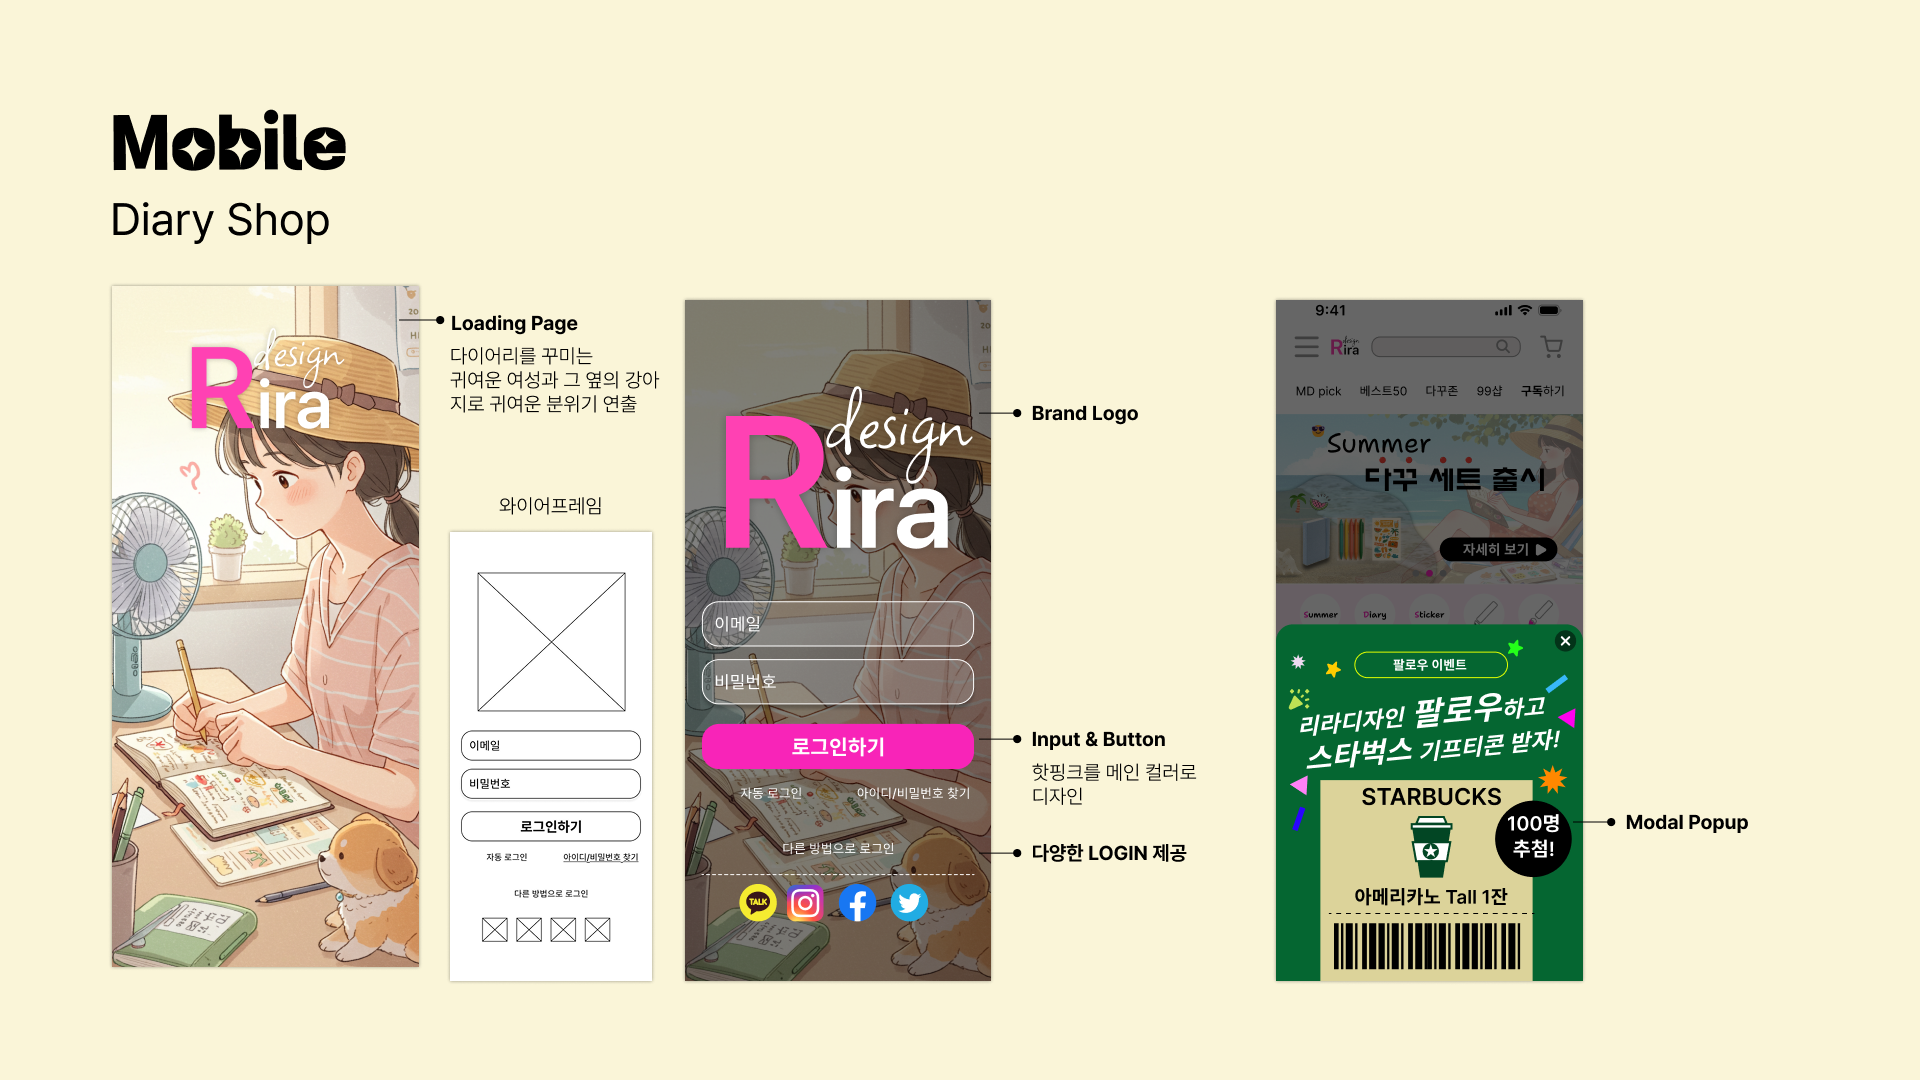 Mobile
Diary Shop
design
Rira
Loading Page
다이어리를 꾸미는
귀여운 여성과 그 옆의 강아
지로 귀여운 분위기 연출
와이어프레임
이메일
비밀번호
로그인하기
자동 로그인 아이디/비밀번호 찾기
다른 방법으로 로그인
design
Rira
이메일
비밀번호
로그인하기
자동 로그인 아이디/비밀번호 찾기
다른 방법으로 로그인
TALK
Brand Logo
Input & Button
핫핑크를 메인 컬러로
디자인
다양한 LOGIN 제공
9:41
design
Rira
MD pick 베스트50 다꾸존 99샵 구독하기
Summer
다꾸 세트 출시
자세히 보기
Summer Diary Sticker
팔로우 이벤트
리라디자인 팔로우하고
스타벅스 기프티콘 받자!
STARBUCKS
100명
추첨!
아메리카노 Tall 1잔
Modal Popup